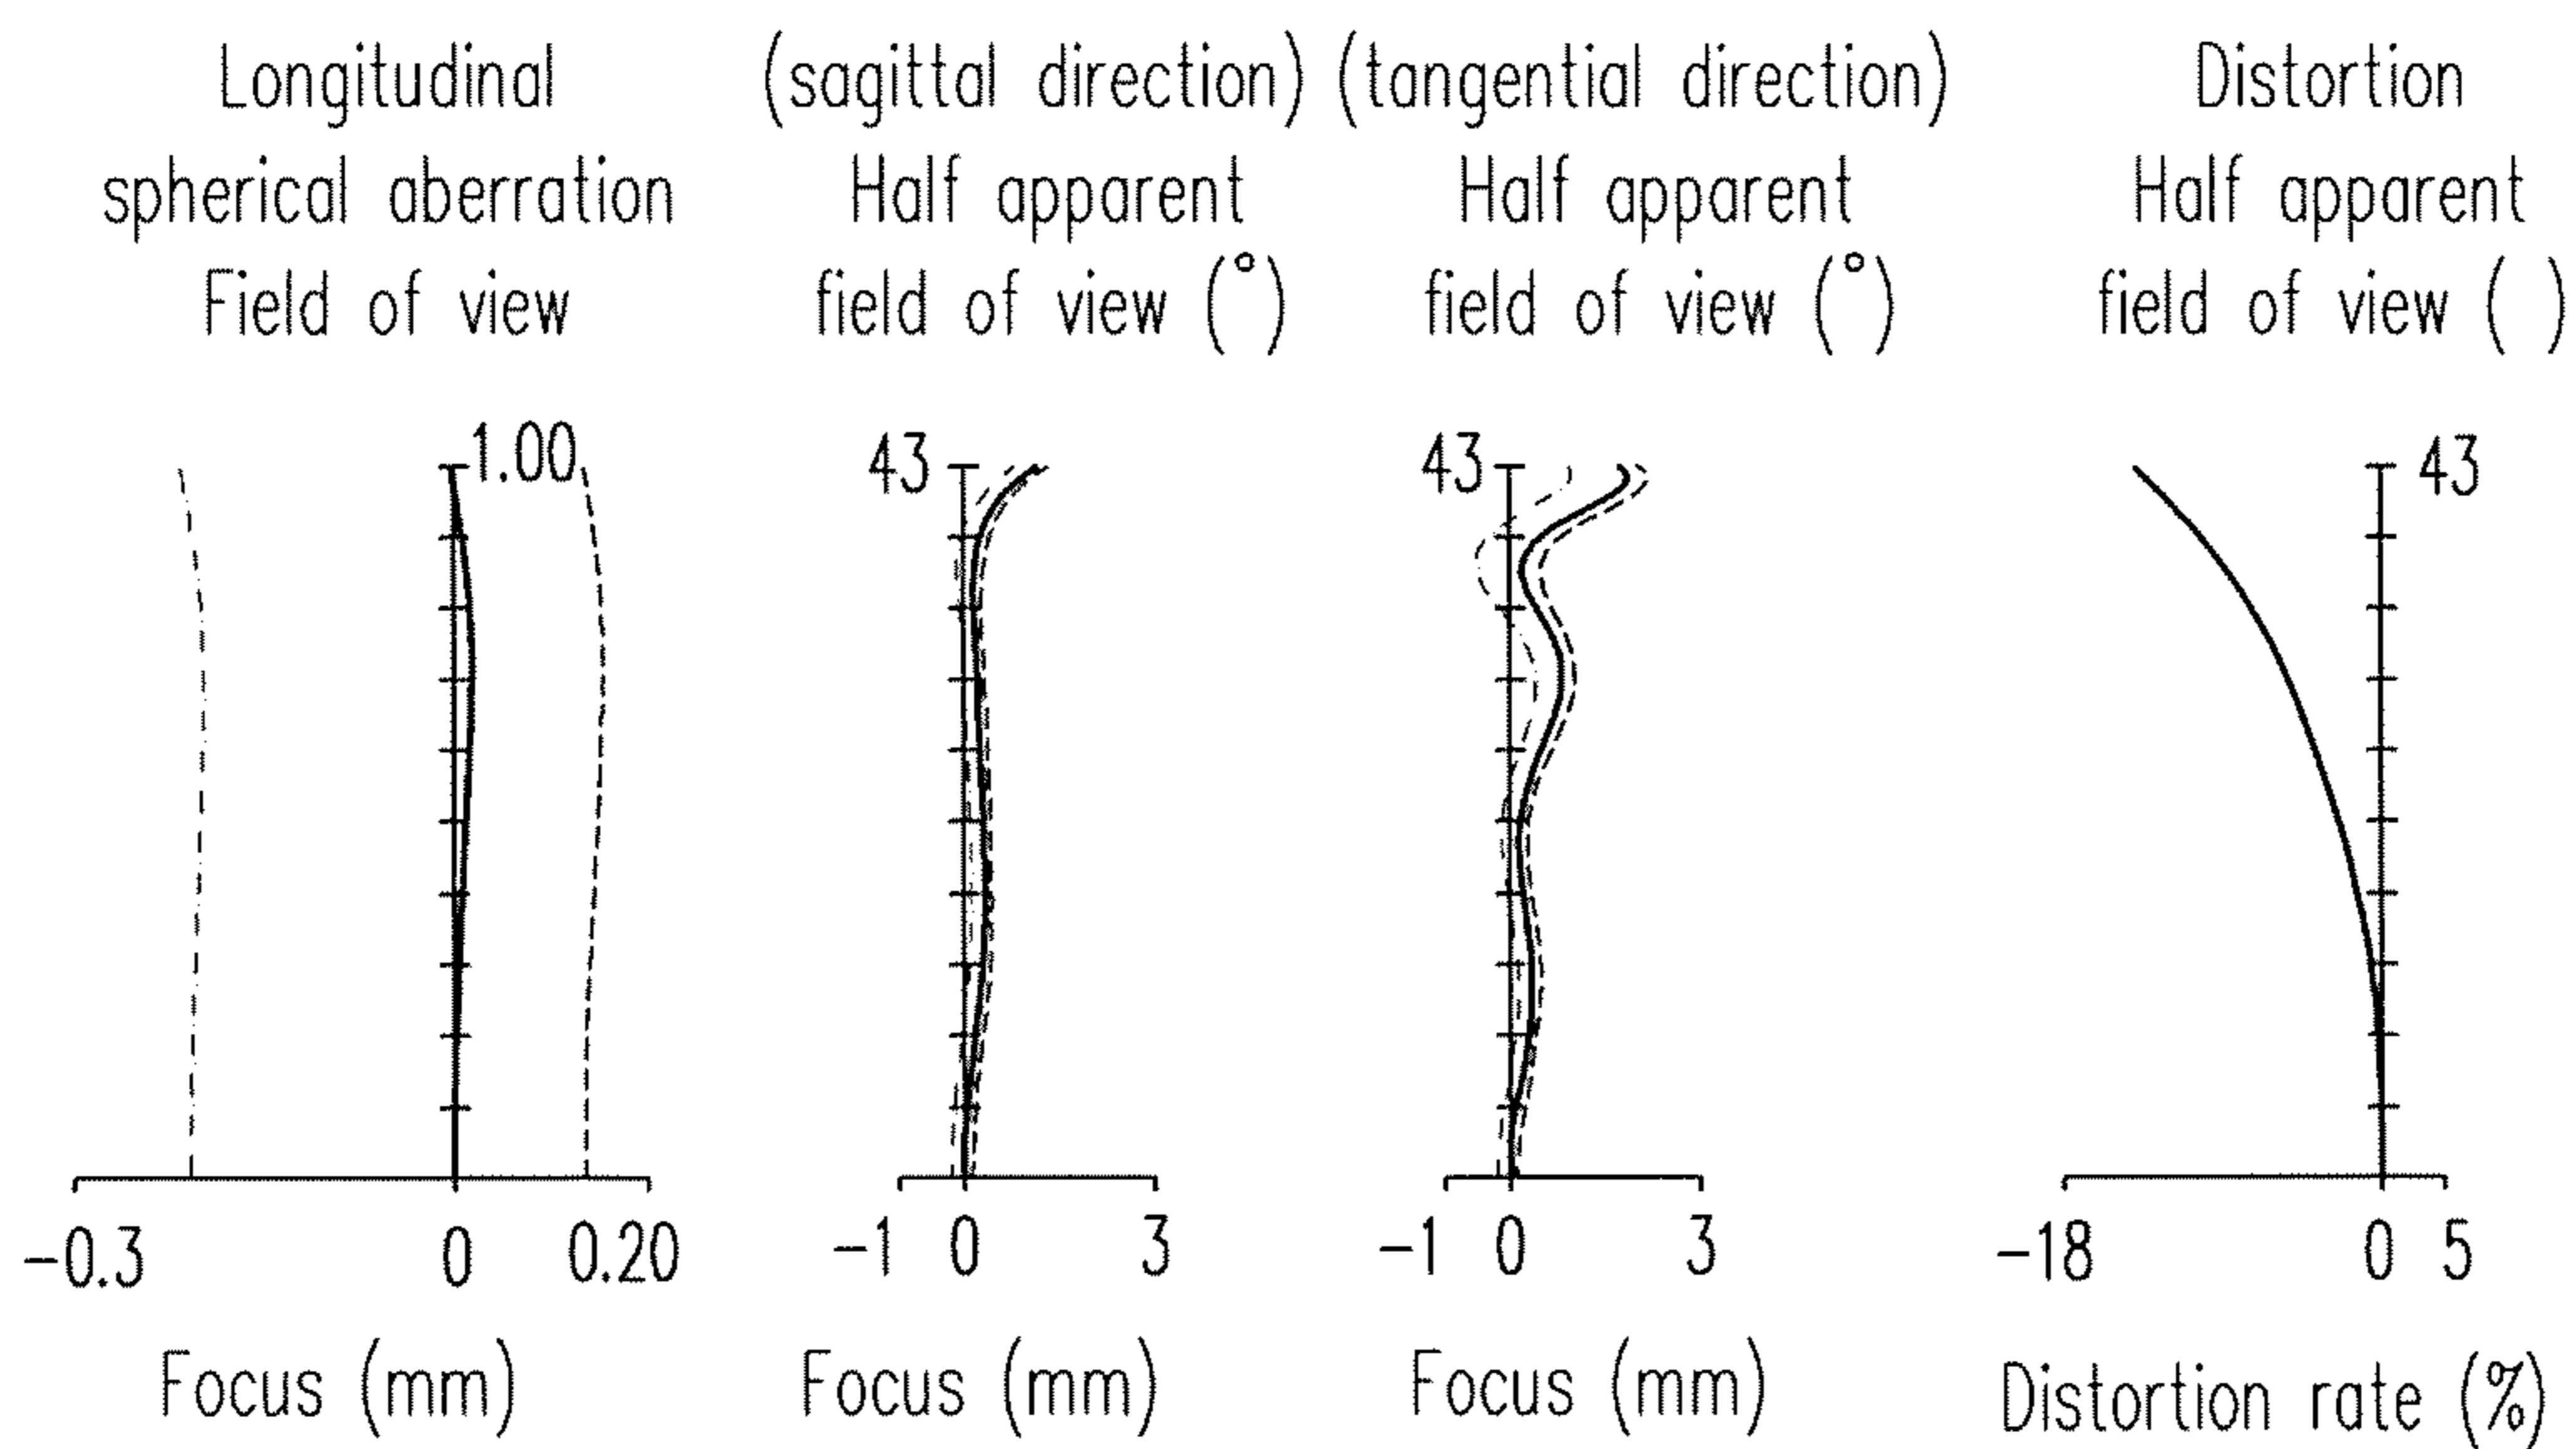 Longitudinal
spherical aberration
Field of view
1.00
-0.3 0 0.20
Focus (mm)
(sagittal direction)
Half apparent
field of view (°)
43
-1 0 3
Focus (mm)
(tangential direction)
Half apparent
field of view (°)
43
-1 0 3
Focus (mm)
Distortion
Half apparent
field of view ( )
43
-18 0 5
Distortion rate (%)